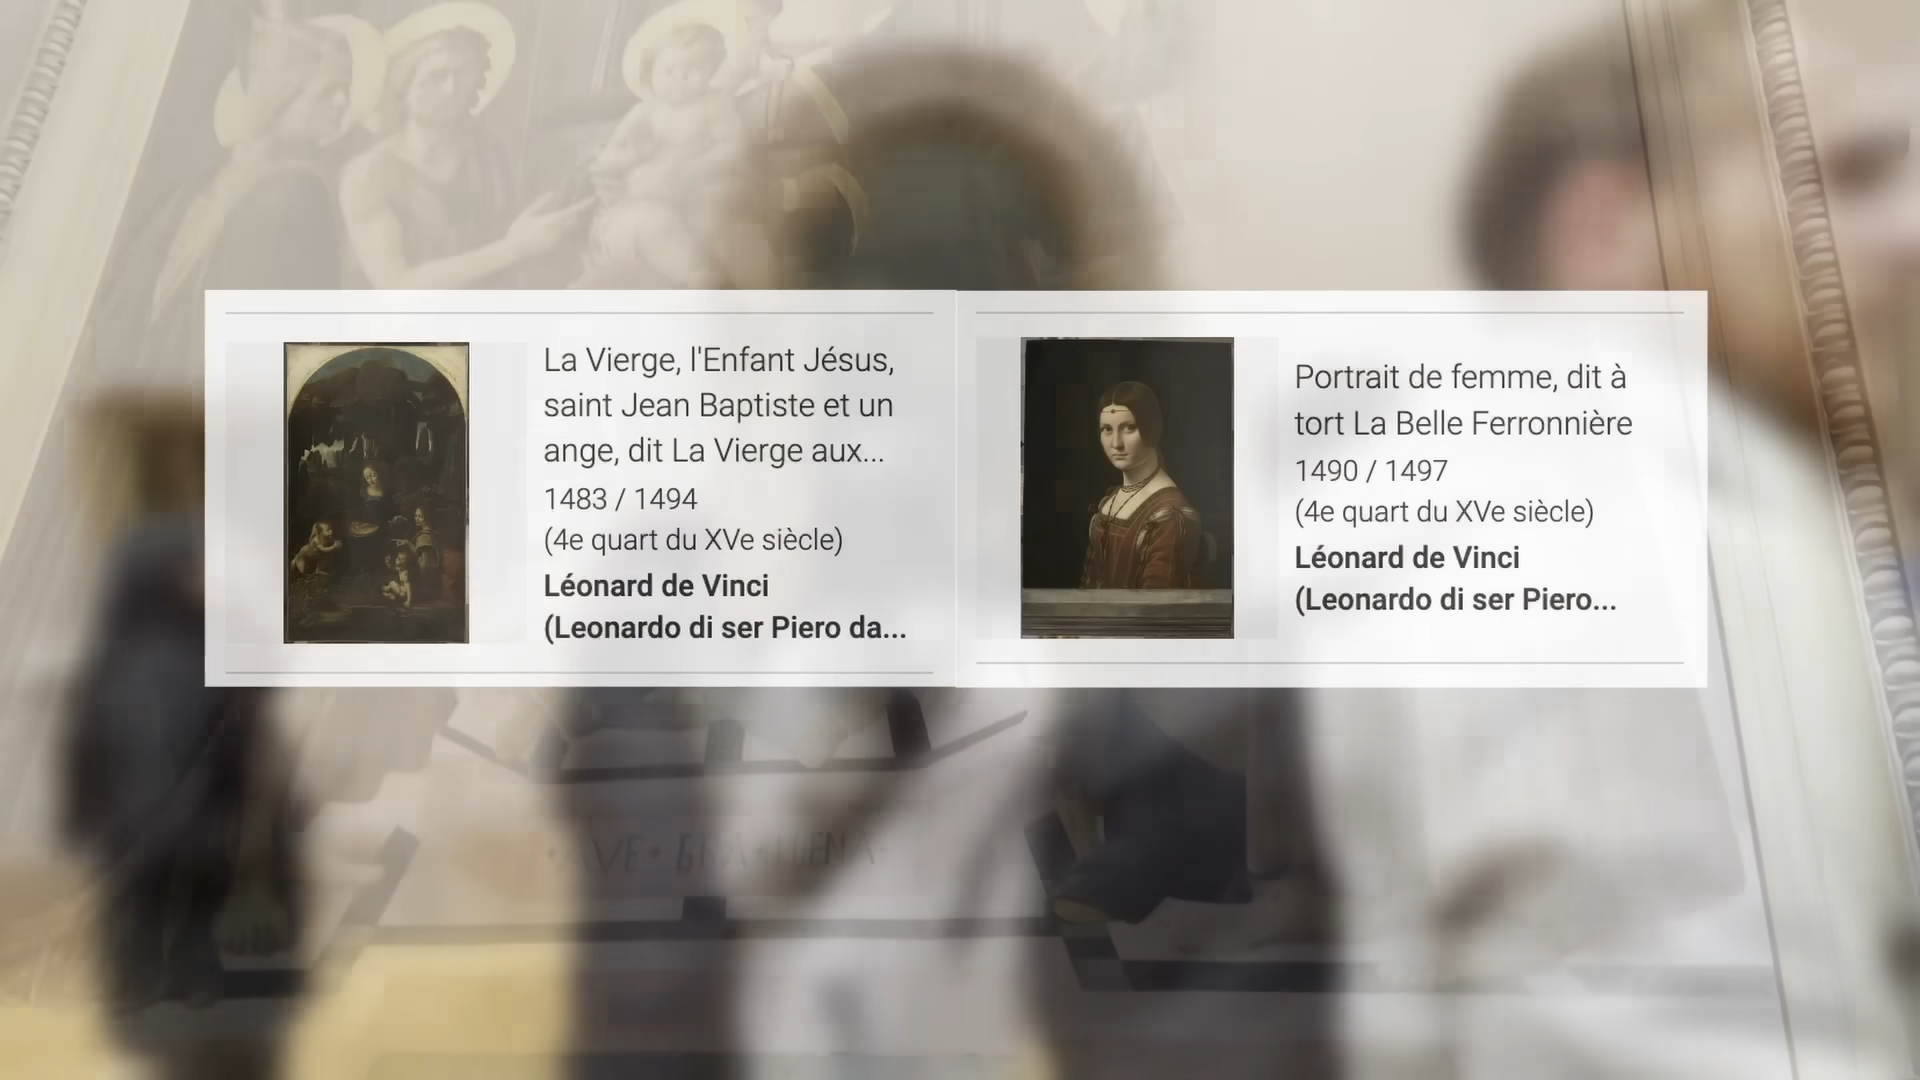 La Vierge, l'Enfant Jésus,
saint Jean Baptiste et un
ange, dit La Vierge aux...
1483 / 1494
(4e quart du XVe siècle)
Léonard de Vinci
(Leonardo di ser Piero da...
Portrait de femme, dit à
tort La Belle Ferronnière
1490 / 1497
(4e quart du XVe siècle)
Léonard de Vinci
(Leonardo di ser Piero...
AVE